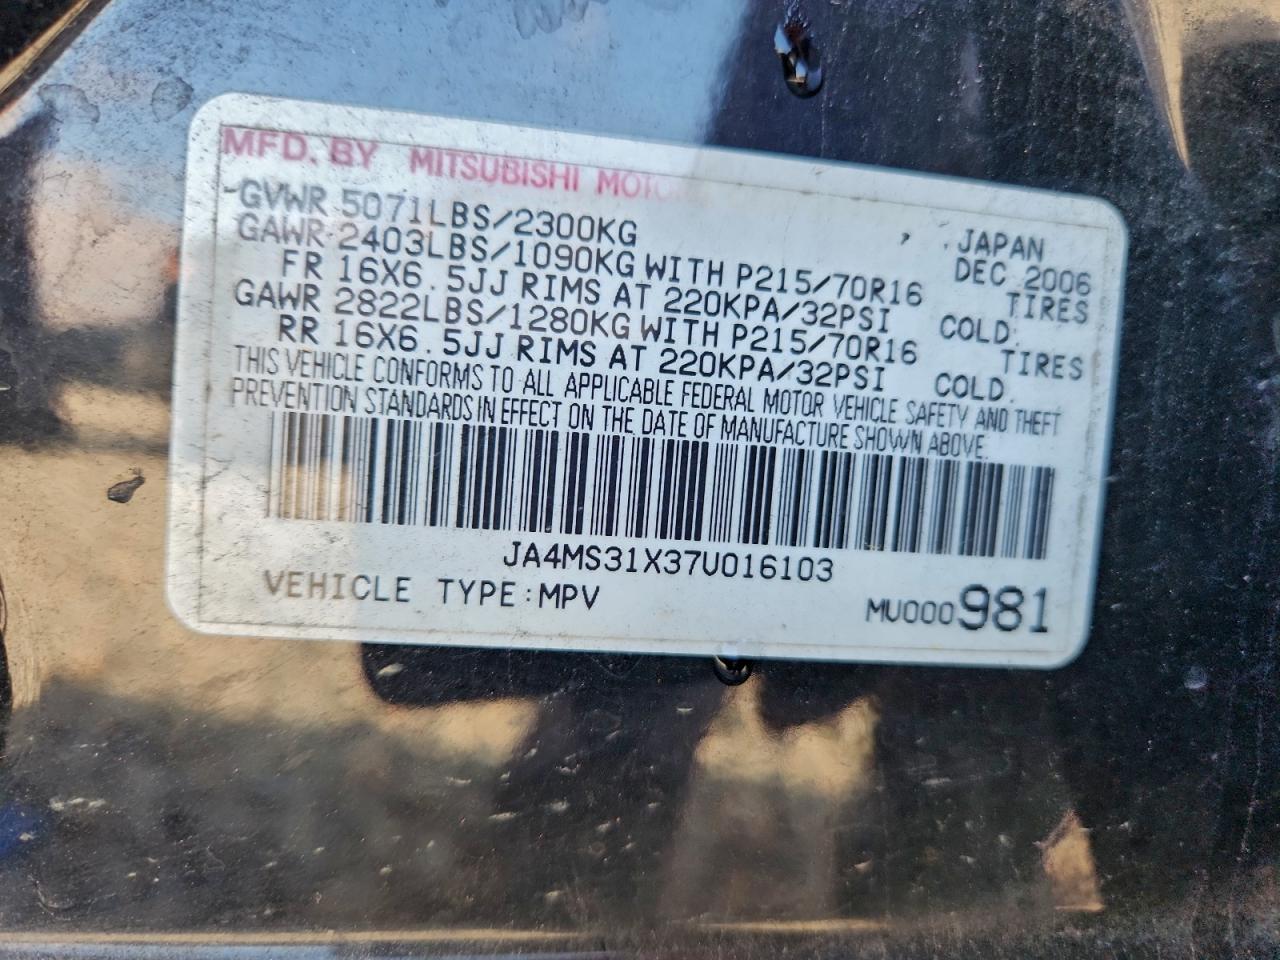 MFD. BY MITSUBISHI
GVWR 5071LBS/2300KG JAPAN
GAWR 2403LBS/1090KG WITH P215/70R16 DEC 2006
FR 16X6.5JJ RIMS AT 220KPA/32PSI TIRES
COLD.
GAWR 2822LBS/1280KG WITH P215/70R16 TIRES
RR 16X6.5JJ RIMS AT 220KPA/32PSI COLD.
THIS VEHICLE CONFORMS TO ALL APPLICABLE FEDERAL MOTOR VEHICLE SAFETY AND THEFT
PREVENTION STANDARDS IN EFFECT ON THE DATE OF MANUFACTURE SHOWN ABOVE.
JA4MS31X37U016103
VEHICLE TYPE:MPV
MU000981